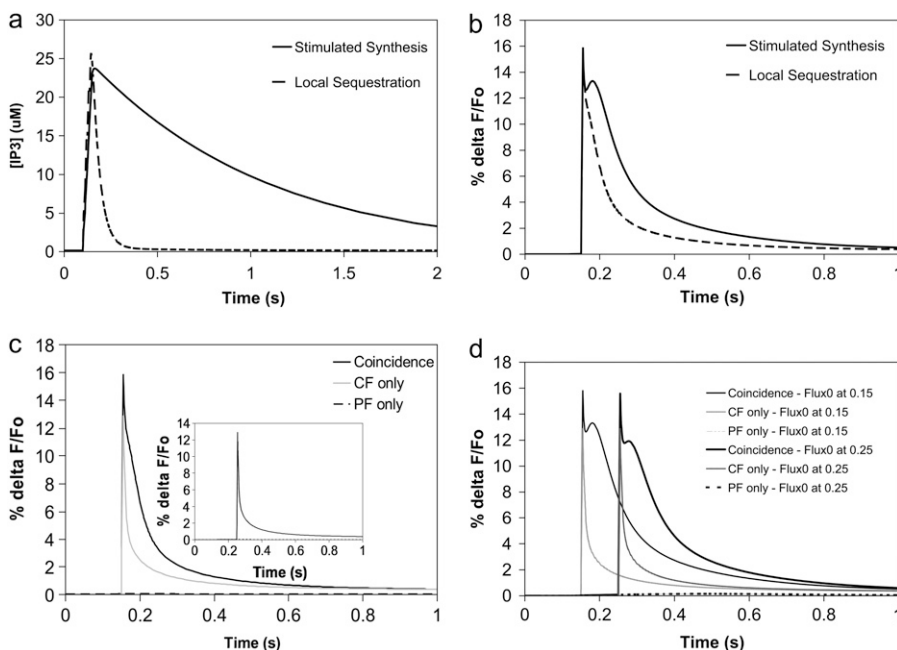 a
[IP3] (uM)
30
25
20
15
10
5
0
0 0.5 1 1.5 2
Time (s)
Stimulated Synthesis
Local Sequestration
b
% delta F/Fo
18
16
14
12
10
8
6
4
2
0
0 0.2 0.4 0.6 0.8 1
Time (s)
Stimulated Synthesis
Local Sequestration
c
% delta F/Fo
18
16
14
12
10
8
6
4
2
0
0 0.2 0.4 0.6 0.8 1
Time (s)
Coincidence
CF only
PF only
% delta F/Fo
14
12
10
8
6
4
2
0
0 0.2 0.4 0.6 0.8 1
Time (s)
d
% delta F/Fo
18
16
14
12
10
8
6
4
2
0
0 0.2 0.4 0.6 0.8 1
Time (s)
Coincidence - Flux0 at 0.15
CF only - Flux0 at 0.15
PF only - Flux0 at 0.15
Coincidence - Flux0 at 0.25
CF only - Flux0 at 0.25
PF only - Flux0 at 0.25